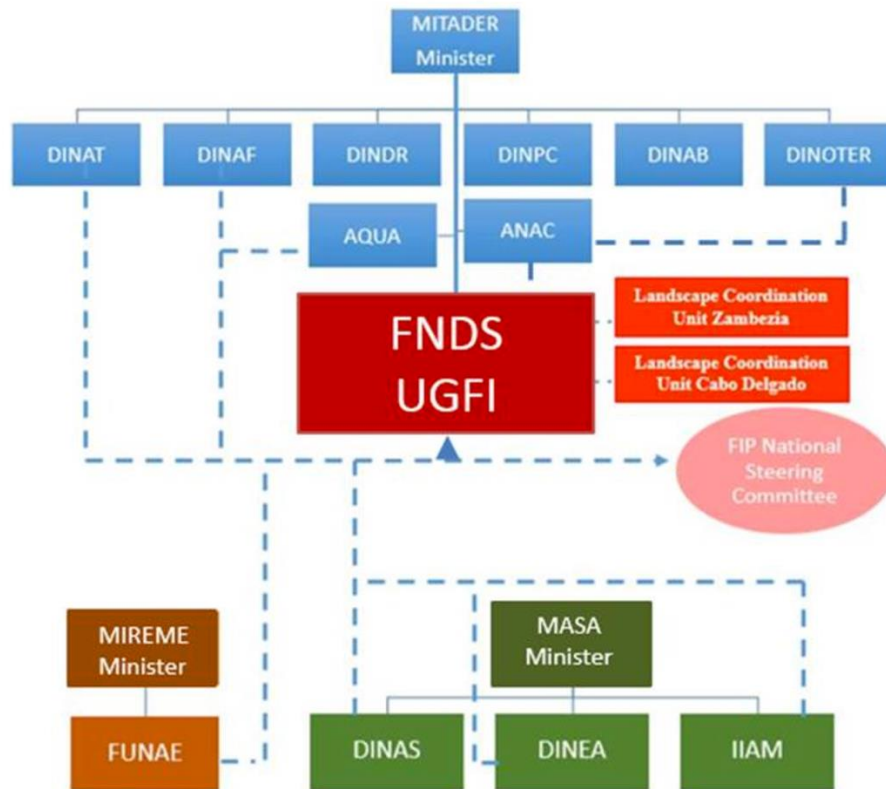 MITADER
Minister
DINAT
DINAF
DINDR
DINPC
DINAB
DINOTER
AQUA
ANAC
FNDS
UGFI
Landscape Coordination
Unit Zambezia
Landscape Coordination
Unit Cabo Delgado
FIP National
Steering
Committee
MIREME
Minister
MASA
Minister
FUNAE
DINAS
DINEA
IIAM